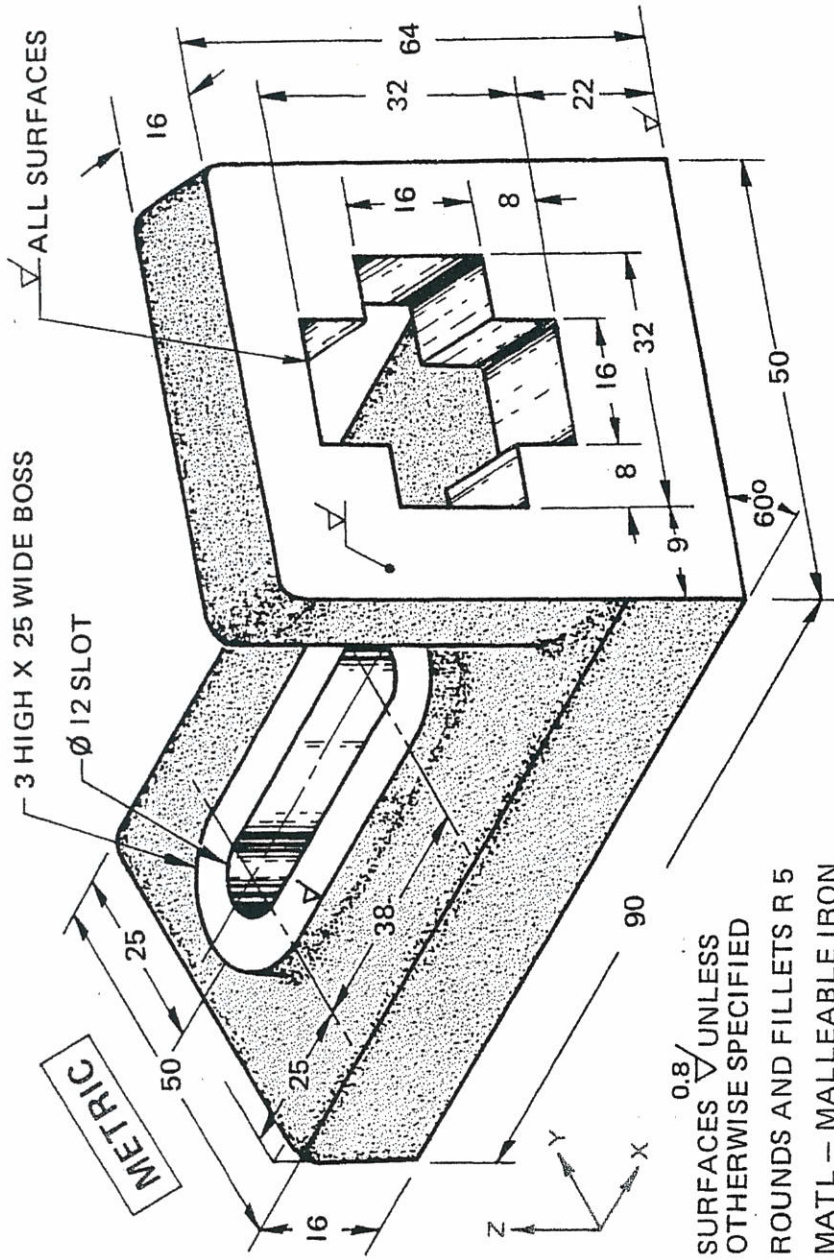 ALL SURFACES
3 HIGH X 25 WIDE BOSS
Ø 12 SLOT
METRIC
16
64
32
22
16
8
25
50
25
38
16
90
8
16
32
9
60°
50
Z
Y
X
0.8
SURFACES UNLESS
OTHERWISE SPECIFIED
ROUNDS AND FILLETS R 5
MATL – MALLEABLE IRON